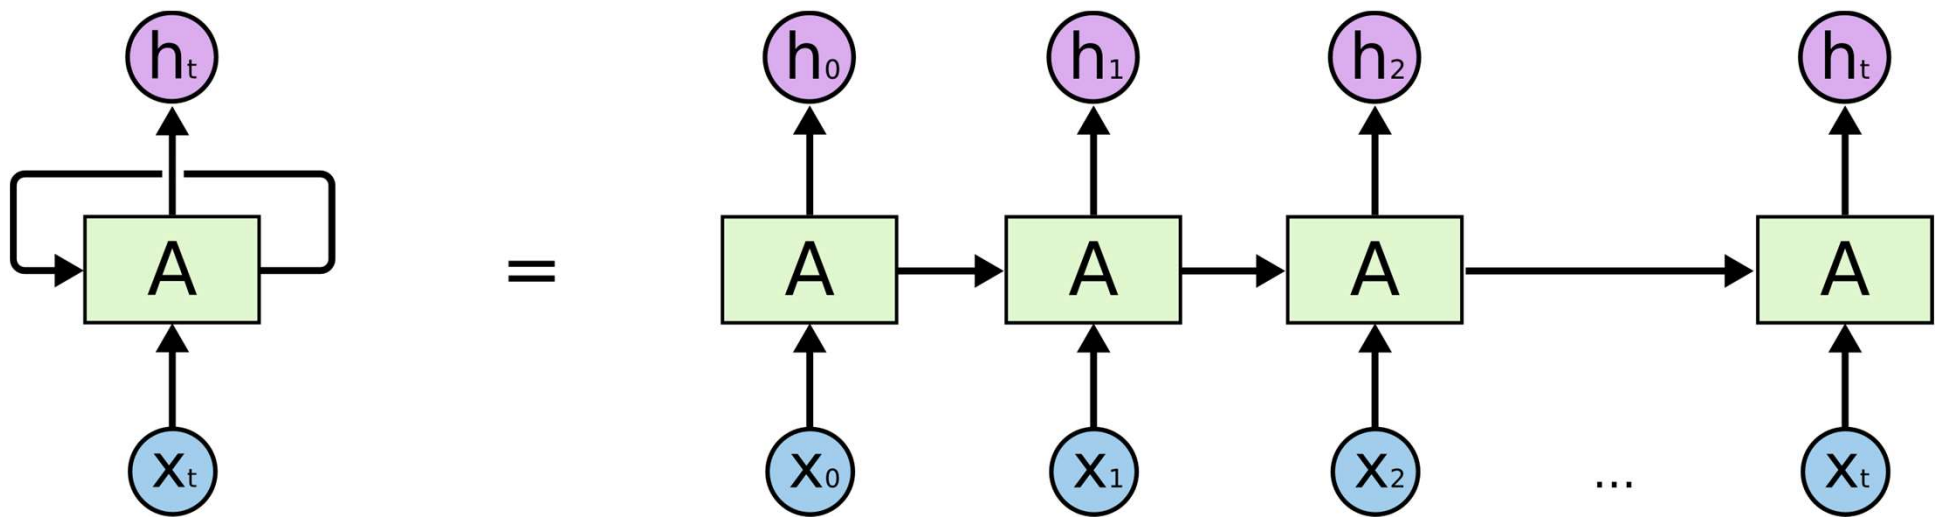 hₜ h₀ h₁ h₂ hₜ
A = A A A A
xₜ x₀ x₁ x₂ ... xₜ